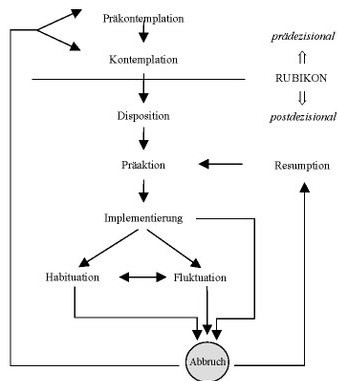 Präkontemplation
prädezisional
⇑
Kontemplation
RUBIKON
⇓
Disposition
postdezisional
Präaktion
Resumption
Implementierung
Habituation
Fluktuation
Abbruch